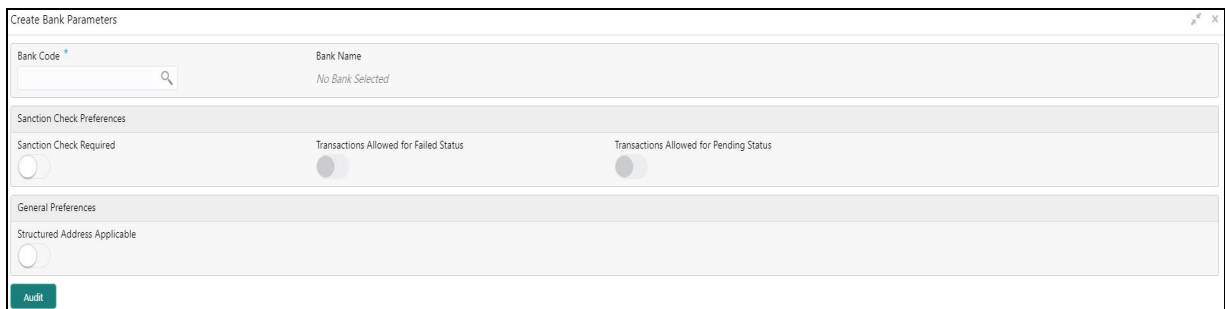 Create Bank Parameters
Bank Code * Bank Name
No Bank Selected
Sanction Check Preferences
Sanction Check Required Transactions Allowed for Failed Status Transactions Allowed for Pending Status
General Preferences
Structured Address Applicable
Audit